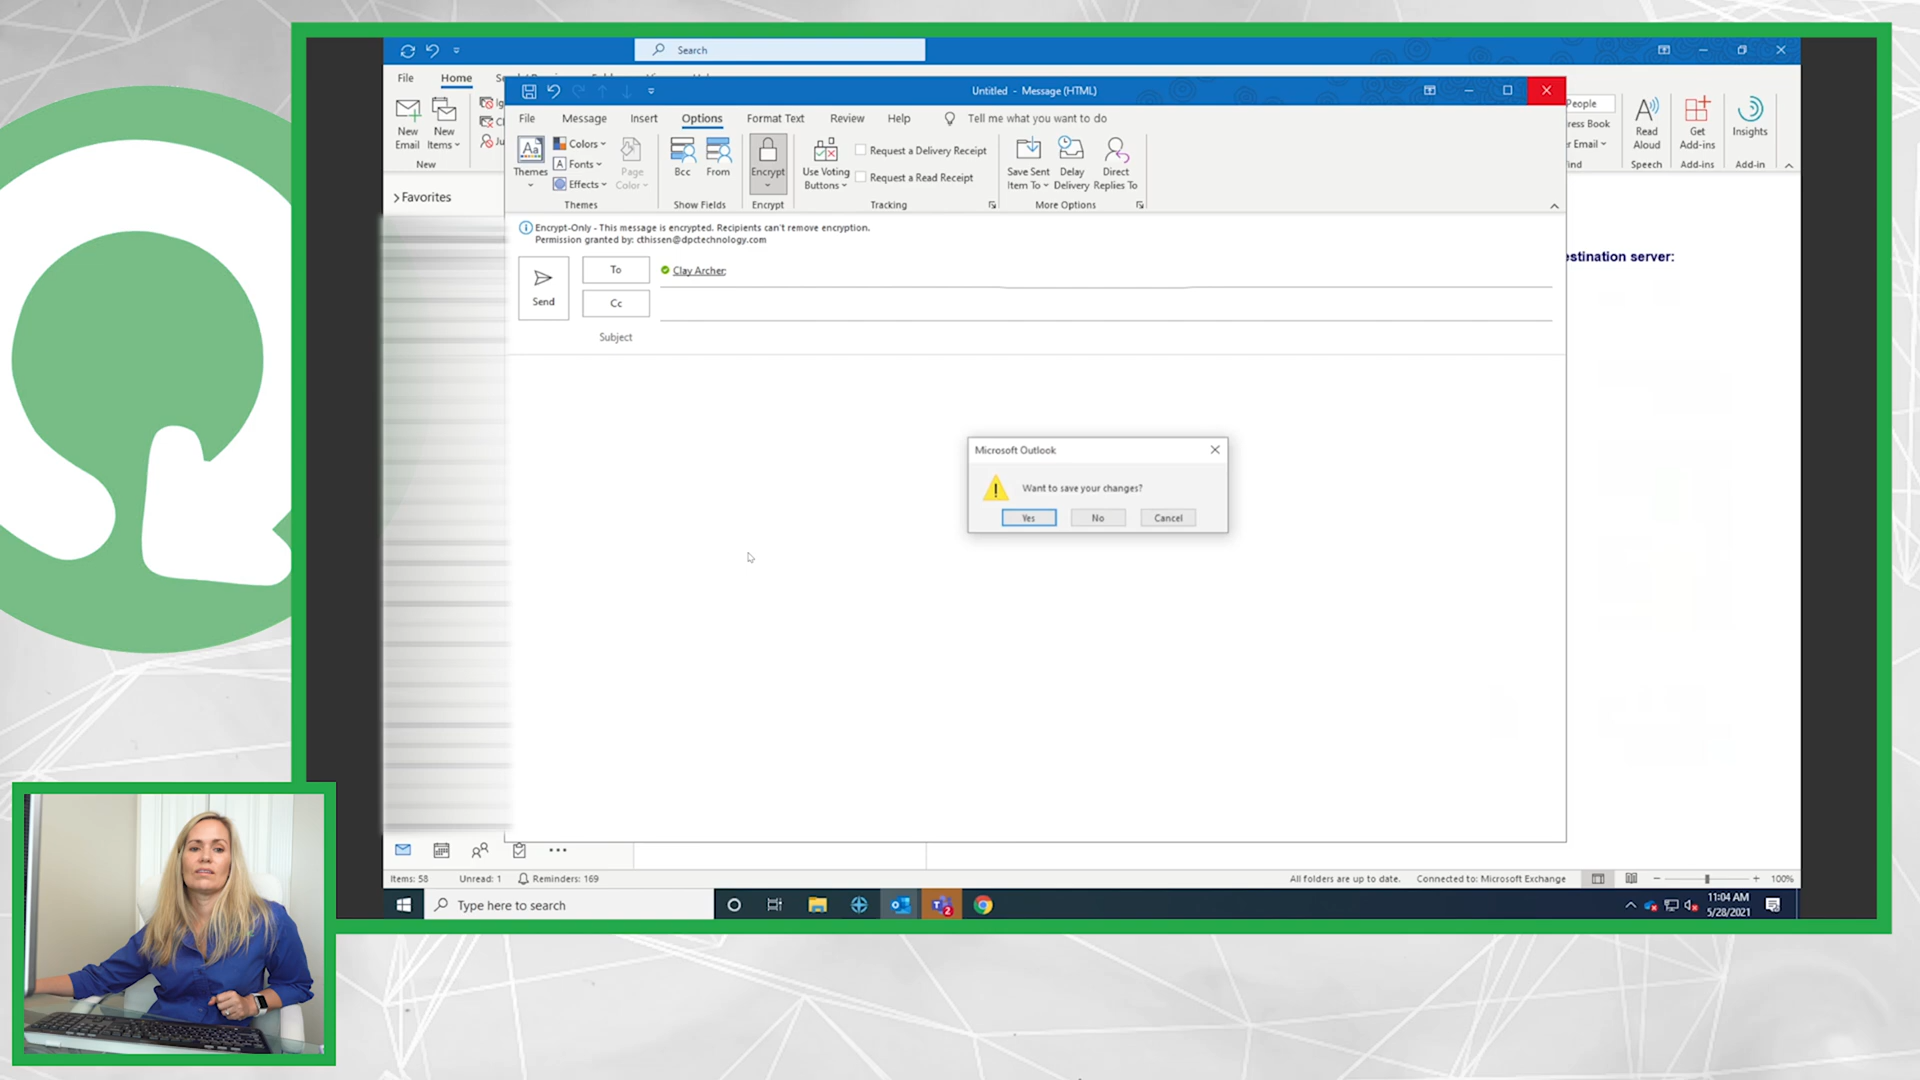 Search
File
Home
New
Email
New
Items
New
Favorites
Untitled - Message (HTML)
File
Message
Insert
Options
Format Text
Review
Help
Tell me what you want to do
Themes
Colors
Fonts
Effects
Page
Color
Themes
Bcc
From
Show Fields
Encrypt
Encrypt
Use Voting
Buttons
Request a Delivery Receipt
Request a Read Receipt
Tracking
Save Sent
Item To
Delay
Delivery
Direct
Replies To
More Options
People
ress Book
r Email
ind
Read
Aloud
Speech
Get
Add-ins
Add-ins
Insights
Add-in
Encrypt-Only - This message is encrypted. Recipients can't remove encryption.
Permission granted by: cthissen@dpctechnology.com
Send
To
Clay Archer;
Cc
Subject
estination server:
Microsoft Outlook
Want to save your changes?
Yes
No
Cancel
Items: 58
Unread: 1
Reminders: 169
All folders are up to date.
Connected to: Microsoft Exchange
100%
Type here to search
2
11:04 AM
5/28/2021